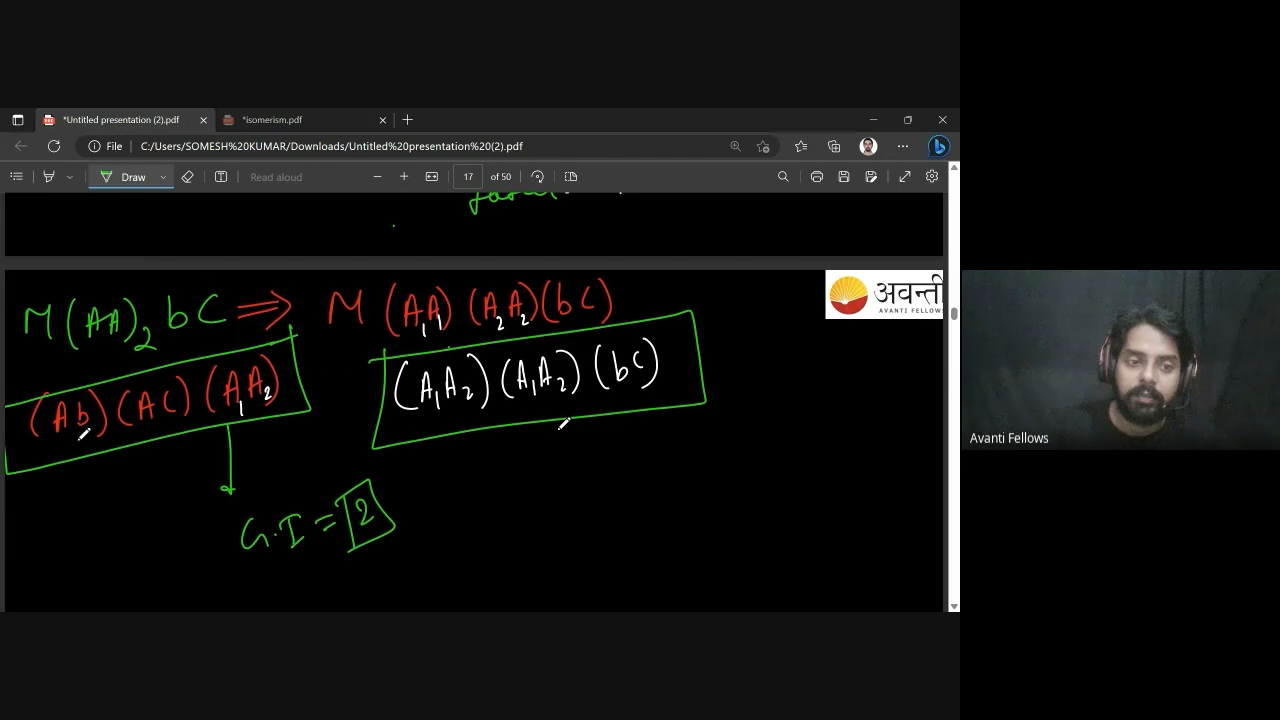 *Untitled presentation (2).pdf
*isomerism.pdf
File C:/Users/SOMESH%20KUMAR/Downloads/Untitled%20presentation%20(2).pdf
Draw
Read aloud
17 of 50
M(AA)₂bC ⇒ M(A₁A₁)(A₂A₂)(bC)
(Ab)(AC)(A₁A₂)
(A₁A₂)(A₁A₂)(bC)
G.I = 2
अवन्ती
AVANTI FELLOWS
Avanti Fellows